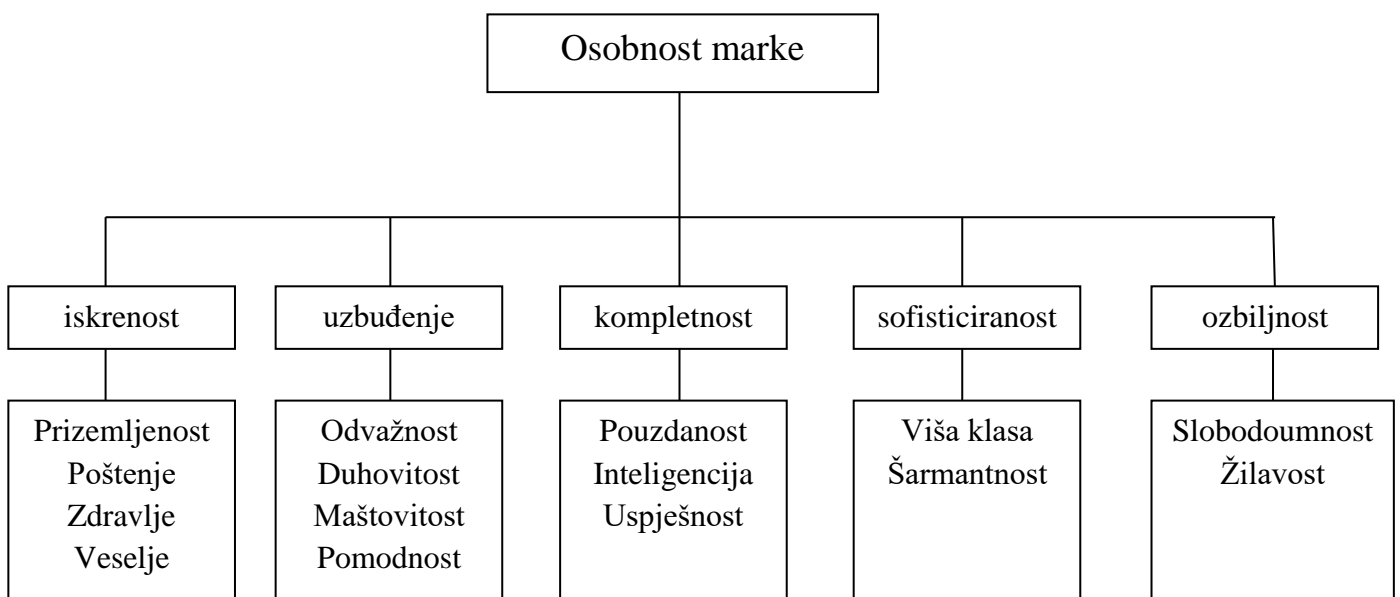 Osobnost marke
iskrenost
uzbuđenje
kompletnost
sofisticiranost
ozbiljnost
Prizemljenost
Poštenje
Zdravlje
Veselje
Odvažnost
Duhovitost
Maštovitost
Pomodnost
Pouzdanost
Inteligencija
Uspješnost
Viša klasa
Šarmantnost
Slobodoumnost
Žilavost